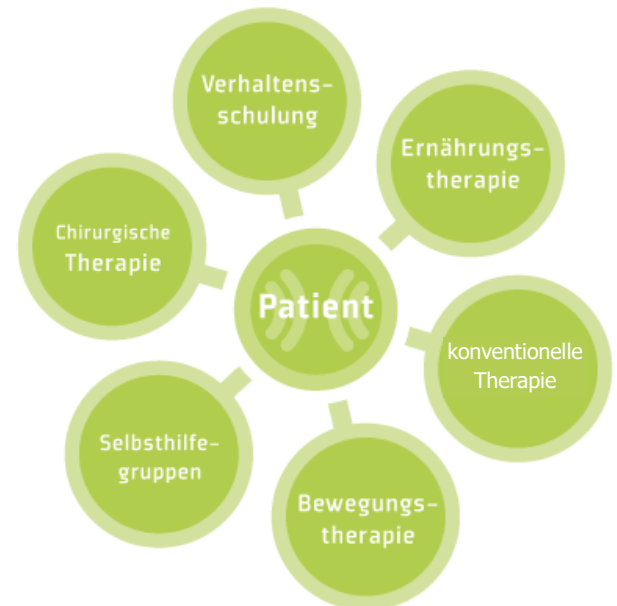 Verhaltens-
schulung
Ernährungs-
therapie
Chirurgische
Therapie
Patient
konventionelle
Therapie
Selbsthilfe-
gruppen
Bewegungs-
therapie